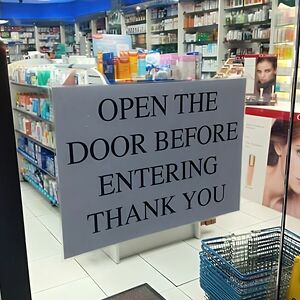 OPEN THE
DOOR BEFORE
ENTERING
THANK YOU